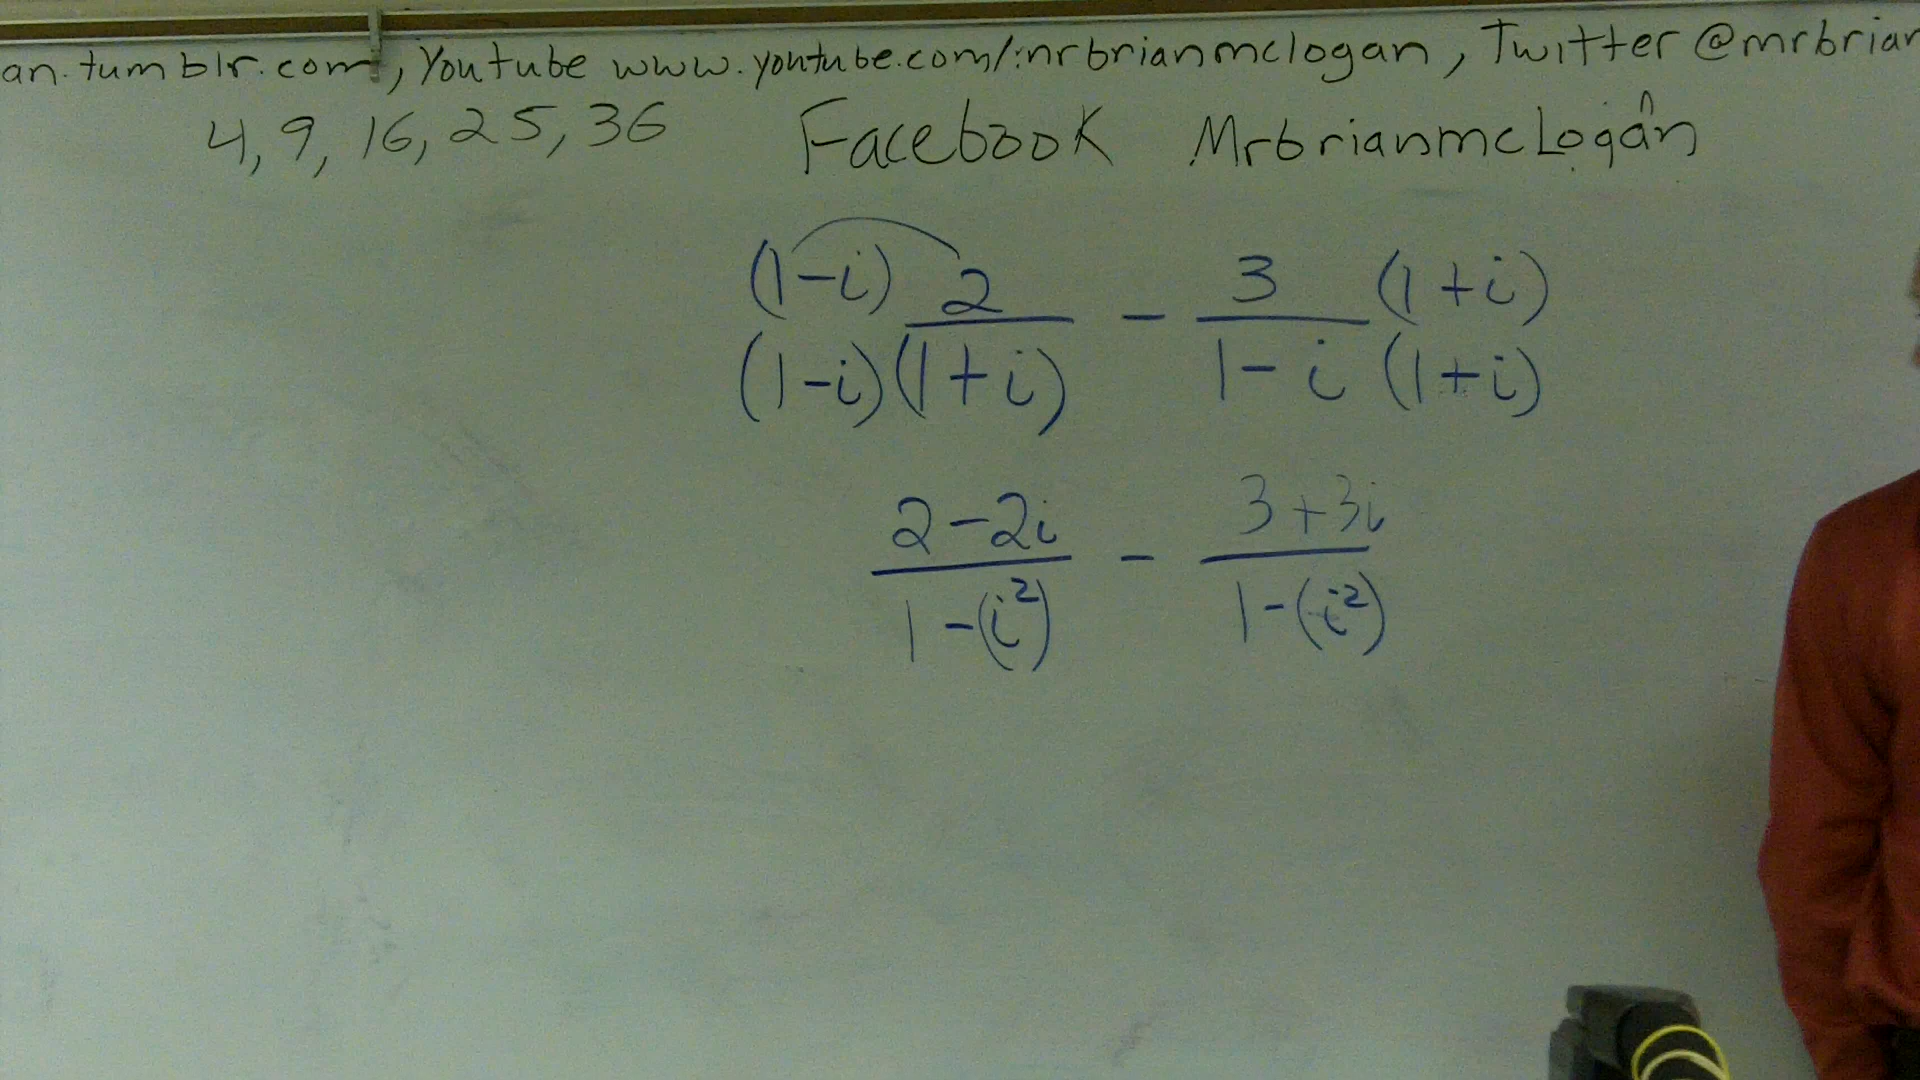 an.tumblr.com, Youtube www.youtube.com/mrbrianmclogan, Twitter @mrbrian
4, 9, 16, 25, 36 Facebook MrbrianmcLogan
(1-i) 2 - 3 (1+i)
(1-i)(1+i) 1-i (1+i)
2-2i - 3+3i
1-(i²) 1-(i²)